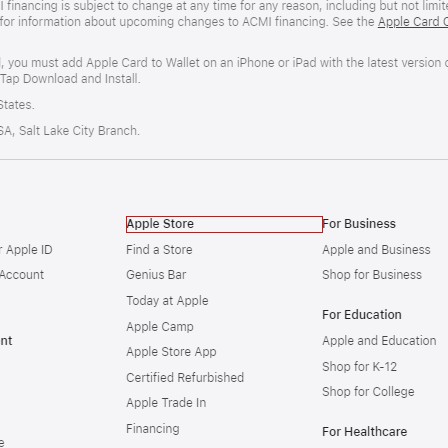 I financing is subject to change at any time for any reason, including but not limite
for information about upcoming changes to ACMI financing. See the Apple Card C
, you must add Apple Card to Wallet on an iPhone or iPad with the latest version o
Tap Download and Install.
States.
SA, Salt Lake City Branch.
Apple Store
Find a Store
Genius Bar
Today at Apple
Apple Camp
Apple Store App
Certified Refurbished
Apple Trade In
Financing
For Business
Apple and Business
Shop for Business
For Education
Apple and Education
Shop for K-12
Shop for College
For Healthcare
r Apple ID
Account
nt
e